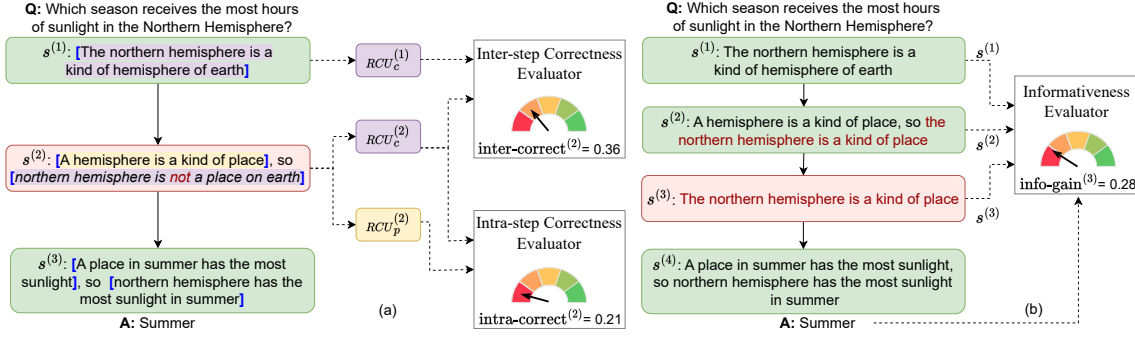 Q: Which season receives the most hours
of sunlight in the Northern Hemisphere?
s(1): [The northern hemisphere is a
kind of hemisphere of earth]
s(2): [A hemisphere is a kind of place], so
[northern hemisphere is not a place on earth]
s(3): [A place in summer has the most
sunlight], so [northern hemisphere has the
most sunlight in summer]
A: Summer
RCU_c^(1)
RCU_c^(2)
RCU_p^(2)
Inter-step Correctness
Evaluator
inter-correct(2) = 0.36
Intra-step Correctness
Evaluator
intra-correct(2) = 0.21
(a)
Q: Which season receives the most hours
of sunlight in the Northern Hemisphere?
s(1): The northern hemisphere is a
kind of hemisphere of earth
s(2): A hemisphere is a kind of place, so the
northern hemisphere is a kind of place
s(3): The northern hemisphere is a kind of place
s(4): A place in summer has the most sunlight,
so northern hemisphere has the most sunlight
in summer
A: Summer
s(1)
s(2)
s(3)
Informativeness
Evaluator
info-gain(3) = 0.28
(b)